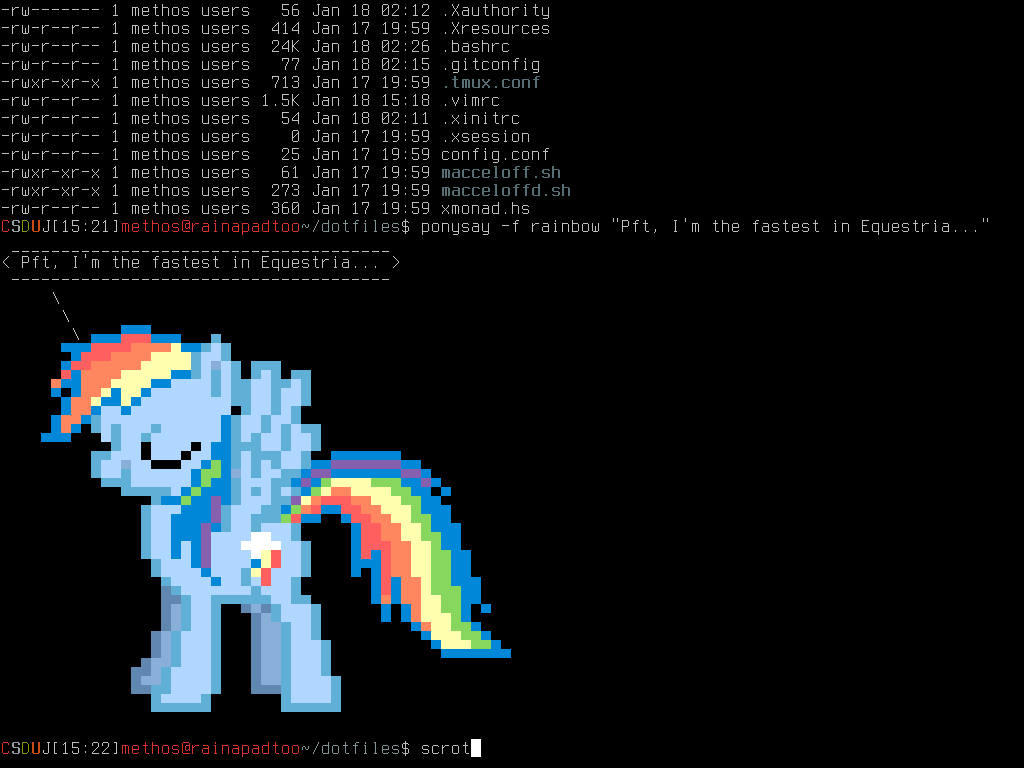 -rw------- 1 methos users   56 Jan 18 02:12 .Xauthority
-rw-r--r-- 1 methos users  414 Jan 17 19:59 .Xresources
-rw-r--r-- 1 methos users  24K Jan 18 02:26 .bashrc
-rw-r--r-- 1 methos users   77 Jan 18 02:15 .gitconfig
-rwxr-xr-x 1 methos users  713 Jan 17 19:59 .tmux.conf
-rw-r--r-- 1 methos users 1.5K Jan 18 15:18 .vimrc
-rw-r--r-- 1 methos users   54 Jan 18 02:11 .xinitrc
-rw-r--r-- 1 methos users    0 Jan 17 19:59 .xsession
-rw-r--r-- 1 methos users   25 Jan 17 19:59 config.conf
-rwxr-xr-x 1 methos users   61 Jan 17 19:59 macceloff.sh
-rwxr-xr-x 1 methos users  273 Jan 17 19:59 macceloffd.sh
-rw-r--r-- 1 methos users  360 Jan 17 19:59 xmonad.hs
CSDUJ[15:21]methos@rainapadtoo~/dotfiles$ ponysay -f rainbow "Pft, I'm the fastest in Equestria..."
< Pft, I'm the fastest in Equestria... >
CSDUJ[15:22]methos@rainapadtoo~/dotfiles$ scrot